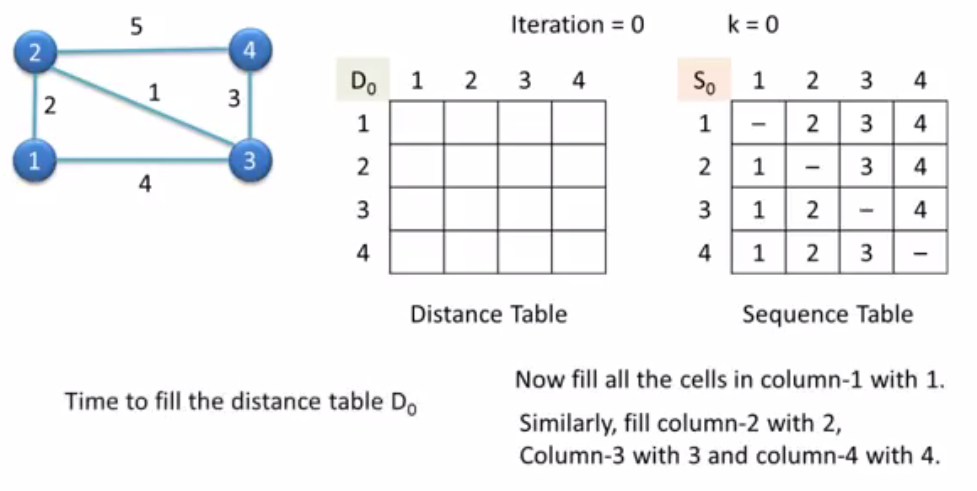 Iteration = 0 k = 0
5
2 4
2 1 3
1 3
4
D0 1 2 3 4
1
2
3
4
Distance Table
S0 1 2 3 4
1 – 2 3 4
2 1 – 3 4
3 1 2 – 4
4 1 2 3 –
Sequence Table
Time to fill the distance table D0
Now fill all the cells in column-1 with 1.
Similarly, fill column-2 with 2,
Column-3 with 3 and column-4 with 4.